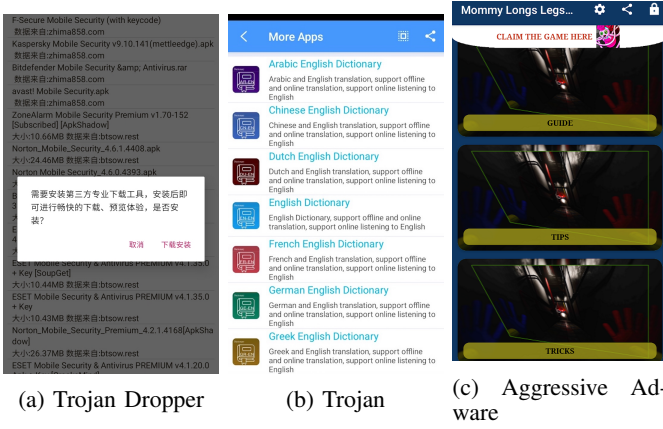 F-Secure Mobile Security (with keycode)
数据来自:zhima858.com
Kaspersky Mobile Security v9.10.141(mettleedge).apk
数据来自:zhima858.com
Bitdefender Mobile Security &amp; Antivirus.rar
数据来自:zhima858.com
avast! Mobile Security.apk
数据来自:zhima858.com
ZoneAlarm Mobile Security Premium v1.70-152
[Subscribed] [ApkShadow]
大小:10.66MB 数据来自:btsow.rest
Norton_Mobile_Security_4.6.1.4408.apk
大小:24.46MB 数据来自:btsow.rest
Norton_Mobile_Security_4.6.0.4393.apk
需要安装第三方专业下载工具，安装后即
可进行畅快的下载、预览体验，是否安
装？
取消 下载安装
ESET Mobile Security & Antivirus PREMIUM v4.1.35.0
+ Key [SoupGet]
大小:10.44MB 数据来自:btsow.rest
ESET Mobile Security & Antivirus PREMIUM v4.1.35.0
+ Key
大小:10.43MB 数据来自:btsow.rest
Norton_Mobile_Security_Premium_4.2.1.4168[ApkSha
dow]
大小:26.37MB 数据来自:btsow.rest
ESET Mobile Security & Antivirus PREMIUM v4.1.20.0
(a) Trojan Dropper
More Apps
Arabic English Dictionary
Arabic and English translation, support offline
and online translation, support online listening to
English
Chinese English Dictionary
Chinese and English translation, support offline
and online translation, support online listening to
English
Dutch English Dictionary
Dutch and English translation, support offline
and online translation, support online listening to
English
English Dictionary
English Dictionary, support offline and online
translation, support online listening to English
French English Dictionary
French and English translation, support offline
and online translation, support online listening to
English
German English Dictionary
German and English translation, support offline
and online translation, support online listening to
English
Greek English Dictionary
Greek and English translation, support offline
and online translation, support online listening to
English
(b) Trojan
Mommy Longs Legs...
CLAIM THE GAME HERE
GUIDE
TIPS
TRICKS
(c) Aggressive Ad-
ware